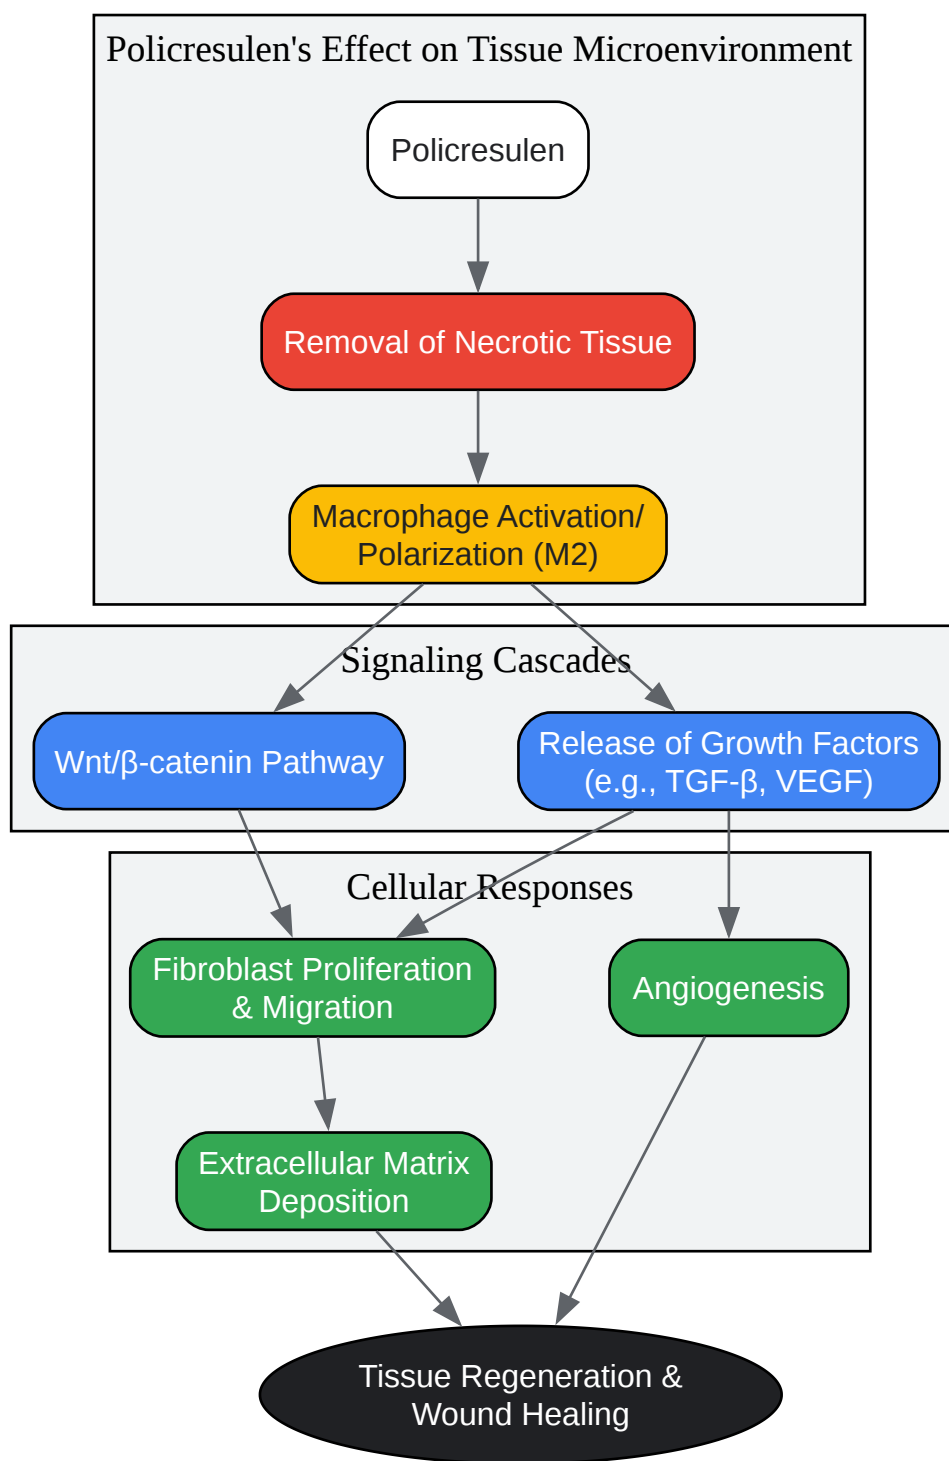 Policresulen's Effect on Tissue Microenvironment
Policresulen
Removal of Necrotic Tissue
Macrophage Activation/
Polarization (M2)
Signaling Cascades
Wnt/β-catenin Pathway
Release of Growth Factors
(e.g., TGF-β, VEGF)
Cellular Responses
Fibroblast Proliferation
& Migration
Angiogenesis
Extracellular Matrix
Deposition
Tissue Regeneration &
Wound Healing